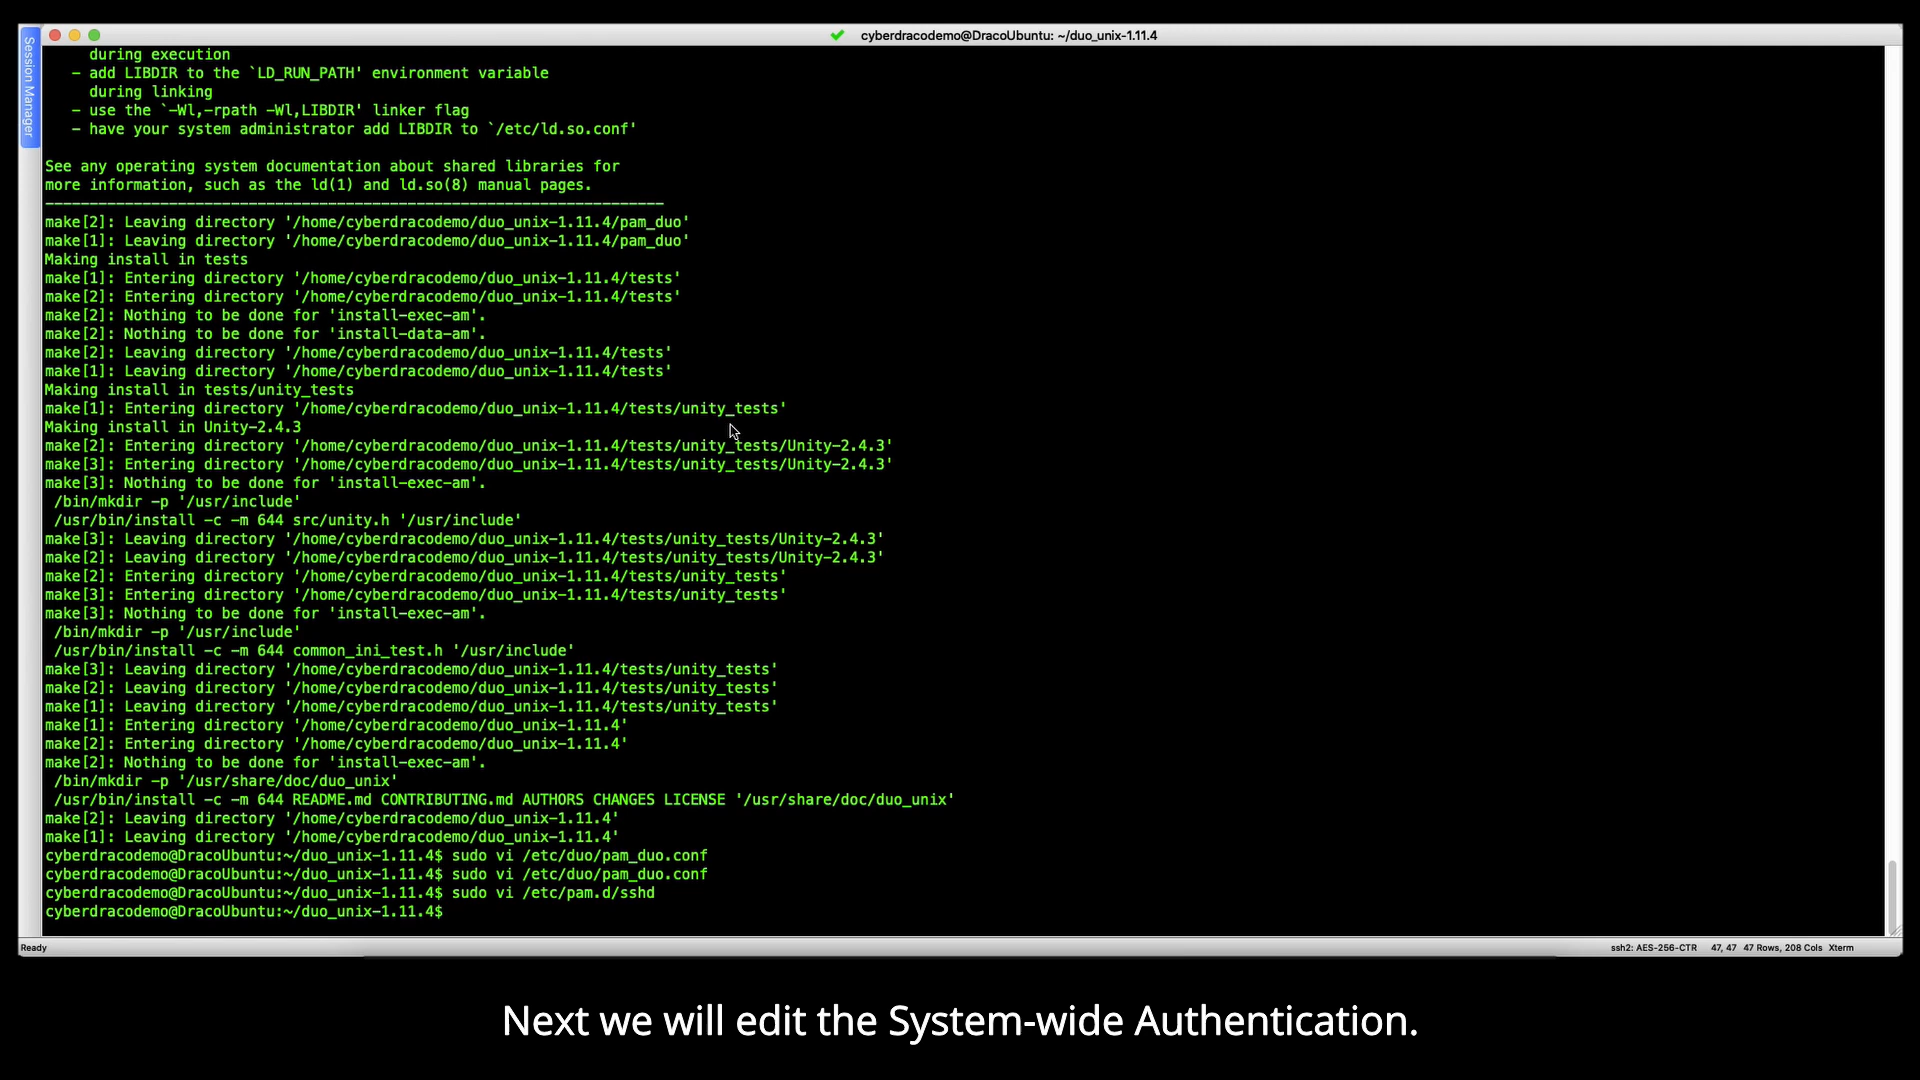 Session Manager
cyberdracodemo@DracoUbuntu: ~/duo_unix-1.11.4
during execution
- add LIBDIR to the `LD_RUN_PATH' environment variable
during linking
- use the `-Wl,-rpath -Wl,LIBDIR' linker flag
- have your system administrator add LIBDIR to `/etc/ld.so.conf'
See any operating system documentation about shared libraries for
more information, such as the ld(1) and ld.so(8) manual pages.
----------------------------------------------------------------------
make[2]: Leaving directory '/home/cyberdracodemo/duo_unix-1.11.4/pam_duo'
make[1]: Leaving directory '/home/cyberdracodemo/duo_unix-1.11.4/pam_duo'
Making install in tests
make[1]: Entering directory '/home/cyberdracodemo/duo_unix-1.11.4/tests'
make[2]: Entering directory '/home/cyberdracodemo/duo_unix-1.11.4/tests'
make[2]: Nothing to be done for 'install-exec-am'.
make[2]: Nothing to be done for 'install-data-am'.
make[2]: Leaving directory '/home/cyberdracodemo/duo_unix-1.11.4/tests'
make[1]: Leaving directory '/home/cyberdracodemo/duo_unix-1.11.4/tests'
Making install in tests/unity_tests
make[1]: Entering directory '/home/cyberdracodemo/duo_unix-1.11.4/tests/unity_tests'
Making install in Unity-2.4.3
make[2]: Entering directory '/home/cyberdracodemo/duo_unix-1.11.4/tests/unity_tests/Unity-2.4.3'
make[3]: Entering directory '/home/cyberdracodemo/duo_unix-1.11.4/tests/unity_tests/Unity-2.4.3'
make[3]: Nothing to be done for 'install-exec-am'.
/bin/mkdir -p '/usr/include'
/usr/bin/install -c -m 644 src/unity.h '/usr/include'
make[3]: Leaving directory '/home/cyberdracodemo/duo_unix-1.11.4/tests/unity_tests/Unity-2.4.3'
make[2]: Leaving directory '/home/cyberdracodemo/duo_unix-1.11.4/tests/unity_tests/Unity-2.4.3'
make[2]: Entering directory '/home/cyberdracodemo/duo_unix-1.11.4/tests/unity_tests'
make[3]: Entering directory '/home/cyberdracodemo/duo_unix-1.11.4/tests/unity_tests'
make[3]: Nothing to be done for 'install-exec-am'.
/bin/mkdir -p '/usr/include'
/usr/bin/install -c -m 644 common_ini_test.h '/usr/include'
make[3]: Leaving directory '/home/cyberdracodemo/duo_unix-1.11.4/tests/unity_tests'
make[2]: Leaving directory '/home/cyberdracodemo/duo_unix-1.11.4/tests/unity_tests'
make[1]: Leaving directory '/home/cyberdracodemo/duo_unix-1.11.4/tests/unity_tests'
make[1]: Entering directory '/home/cyberdracodemo/duo_unix-1.11.4'
make[2]: Entering directory '/home/cyberdracodemo/duo_unix-1.11.4'
make[2]: Nothing to be done for 'install-exec-am'.
/bin/mkdir -p '/usr/share/doc/duo_unix'
/usr/bin/install -c -m 644 README.md CONTRIBUTING.md AUTHORS CHANGES LICENSE '/usr/share/doc/duo_unix'
make[2]: Leaving directory '/home/cyberdracodemo/duo_unix-1.11.4'
make[1]: Leaving directory '/home/cyberdracodemo/duo_unix-1.11.4'
cyberdracodemo@DracoUbuntu:~/duo_unix-1.11.4$ sudo vi /etc/duo/pam_duo.conf
cyberdracodemo@DracoUbuntu:~/duo_unix-1.11.4$ sudo vi /etc/duo/pam_duo.conf
cyberdracodemo@DracoUbuntu:~/duo_unix-1.11.4$ sudo vi /etc/pam.d/sshd
cyberdracodemo@DracoUbuntu:~/duo_unix-1.11.4$
Ready ssh2: AES-256-CTR 47, 47 47 Rows, 208 Cols Xterm
Next we will edit the System-wide Authentication.